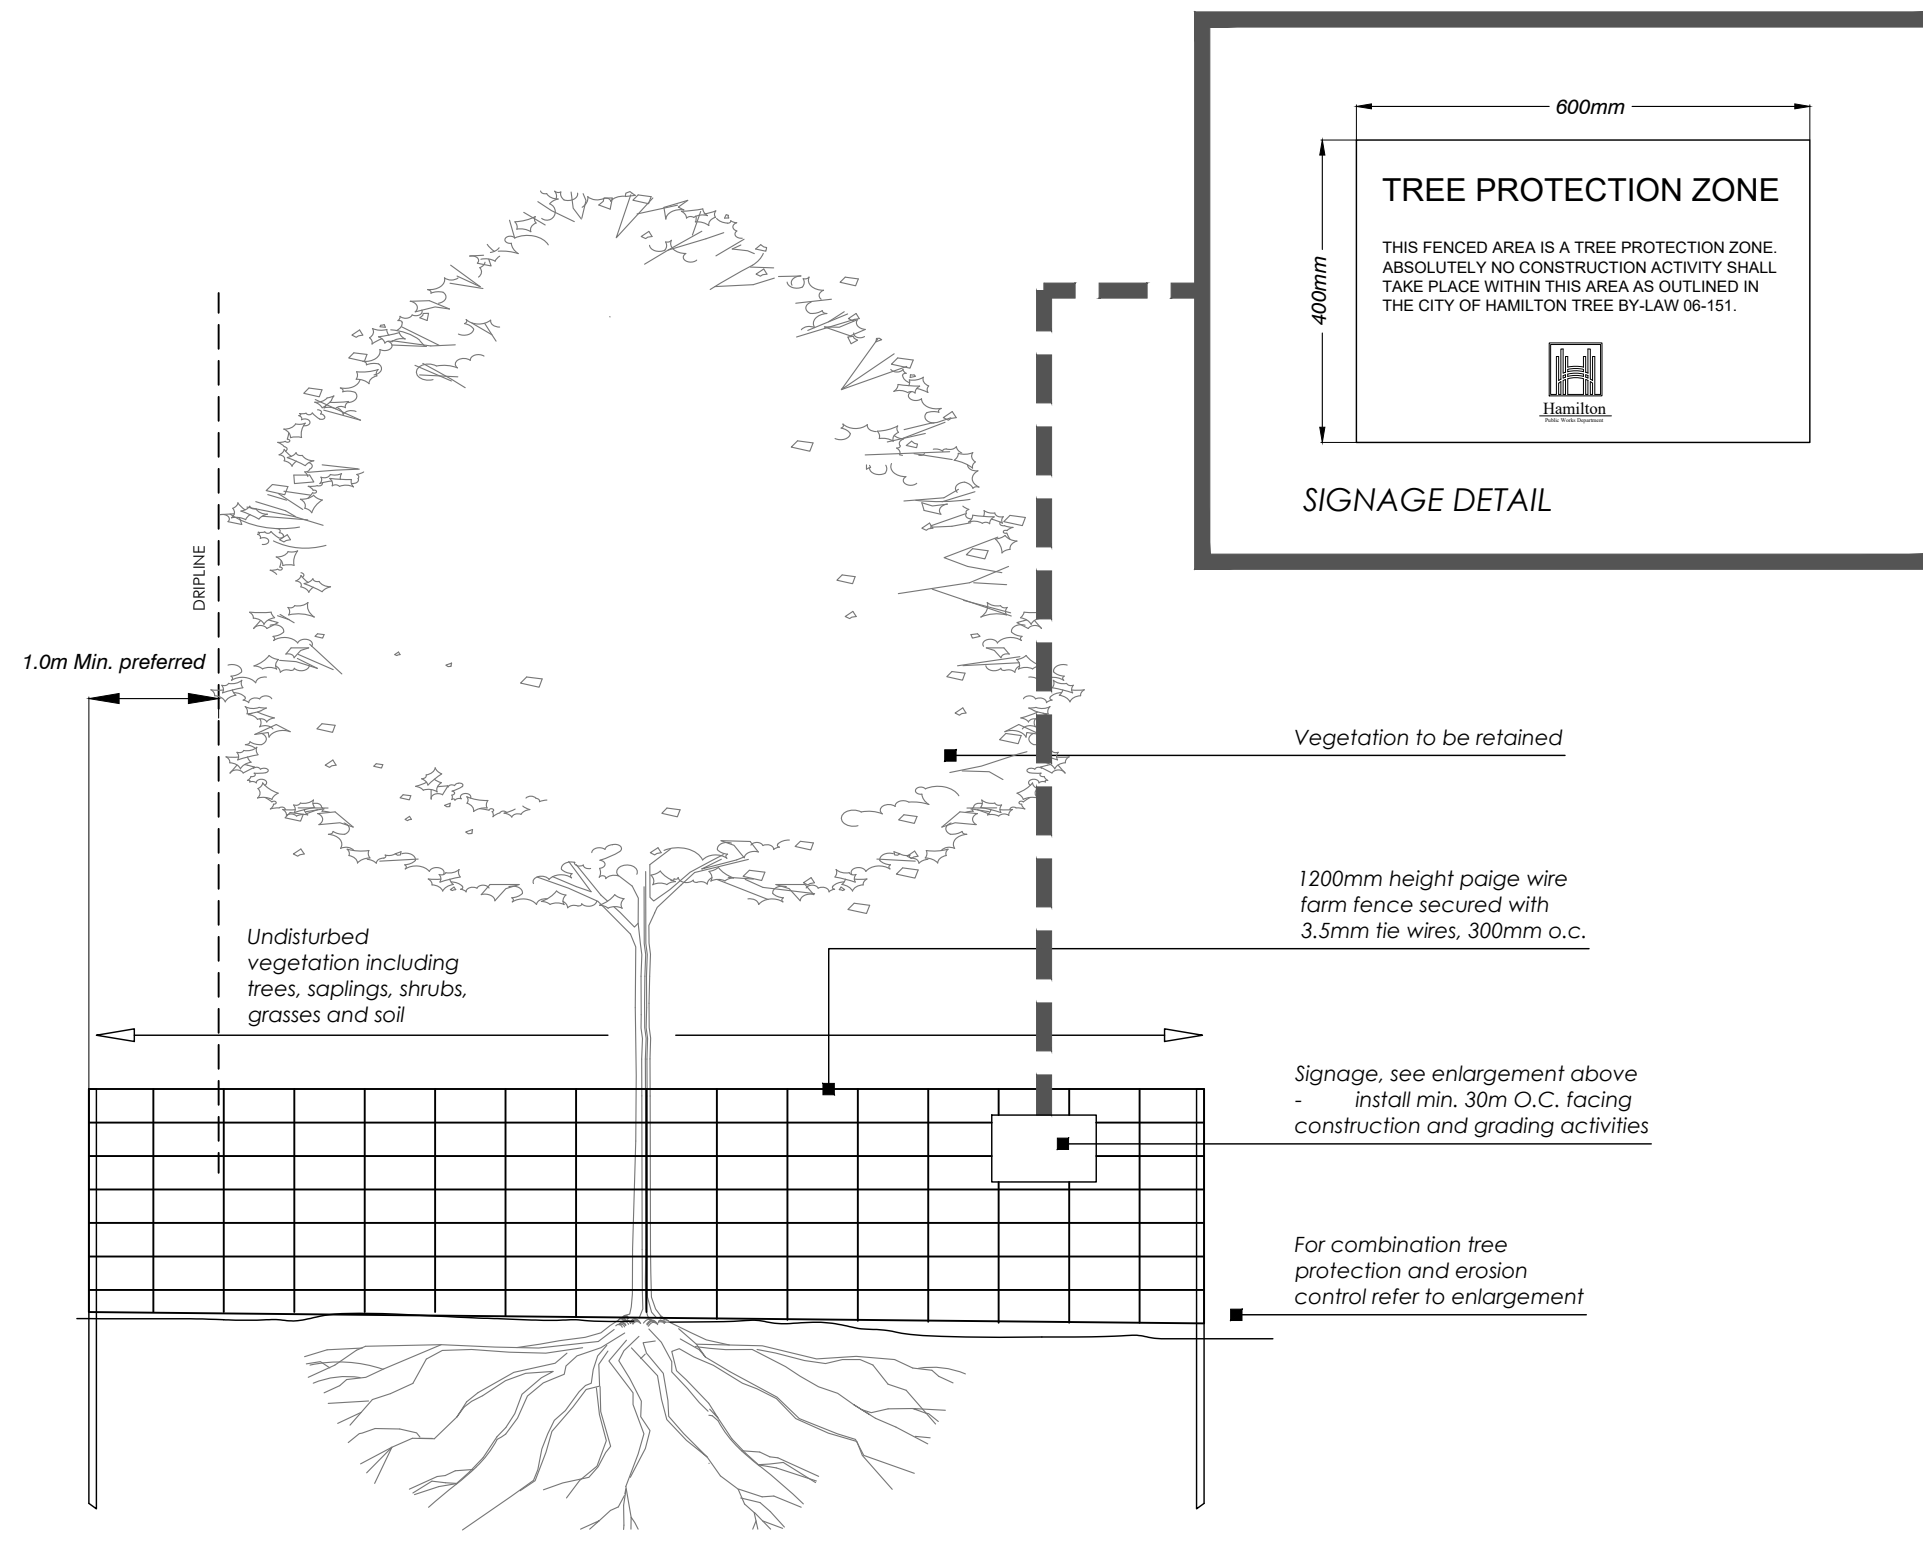 600mm
400mm
TREE PROTECTION ZONE
THIS FENCED AREA IS A TREE PROTECTION ZONE.
ABSOLUTELY NO CONSTRUCTION ACTIVITY SHALL
TAKE PLACE WITHIN THIS AREA AS OUTLINED IN
THE CITY OF HAMILTON TREE BY-LAW 06-151.
Hamilton
Public Works Department
SIGNAGE DETAIL
DRIPLINE
1.0m Min. preferred
Vegetation to be retained
1200mm height paige wire
farm fence secured with
3.5mm tie wires, 300mm o.c.
Undisturbed
vegetation including
trees, saplings, shrubs,
grasses and soil
Signage, see enlargement above
- install min. 30m O.C. facing
construction and grading activities
For combination tree
protection and erosion
control refer to enlargement